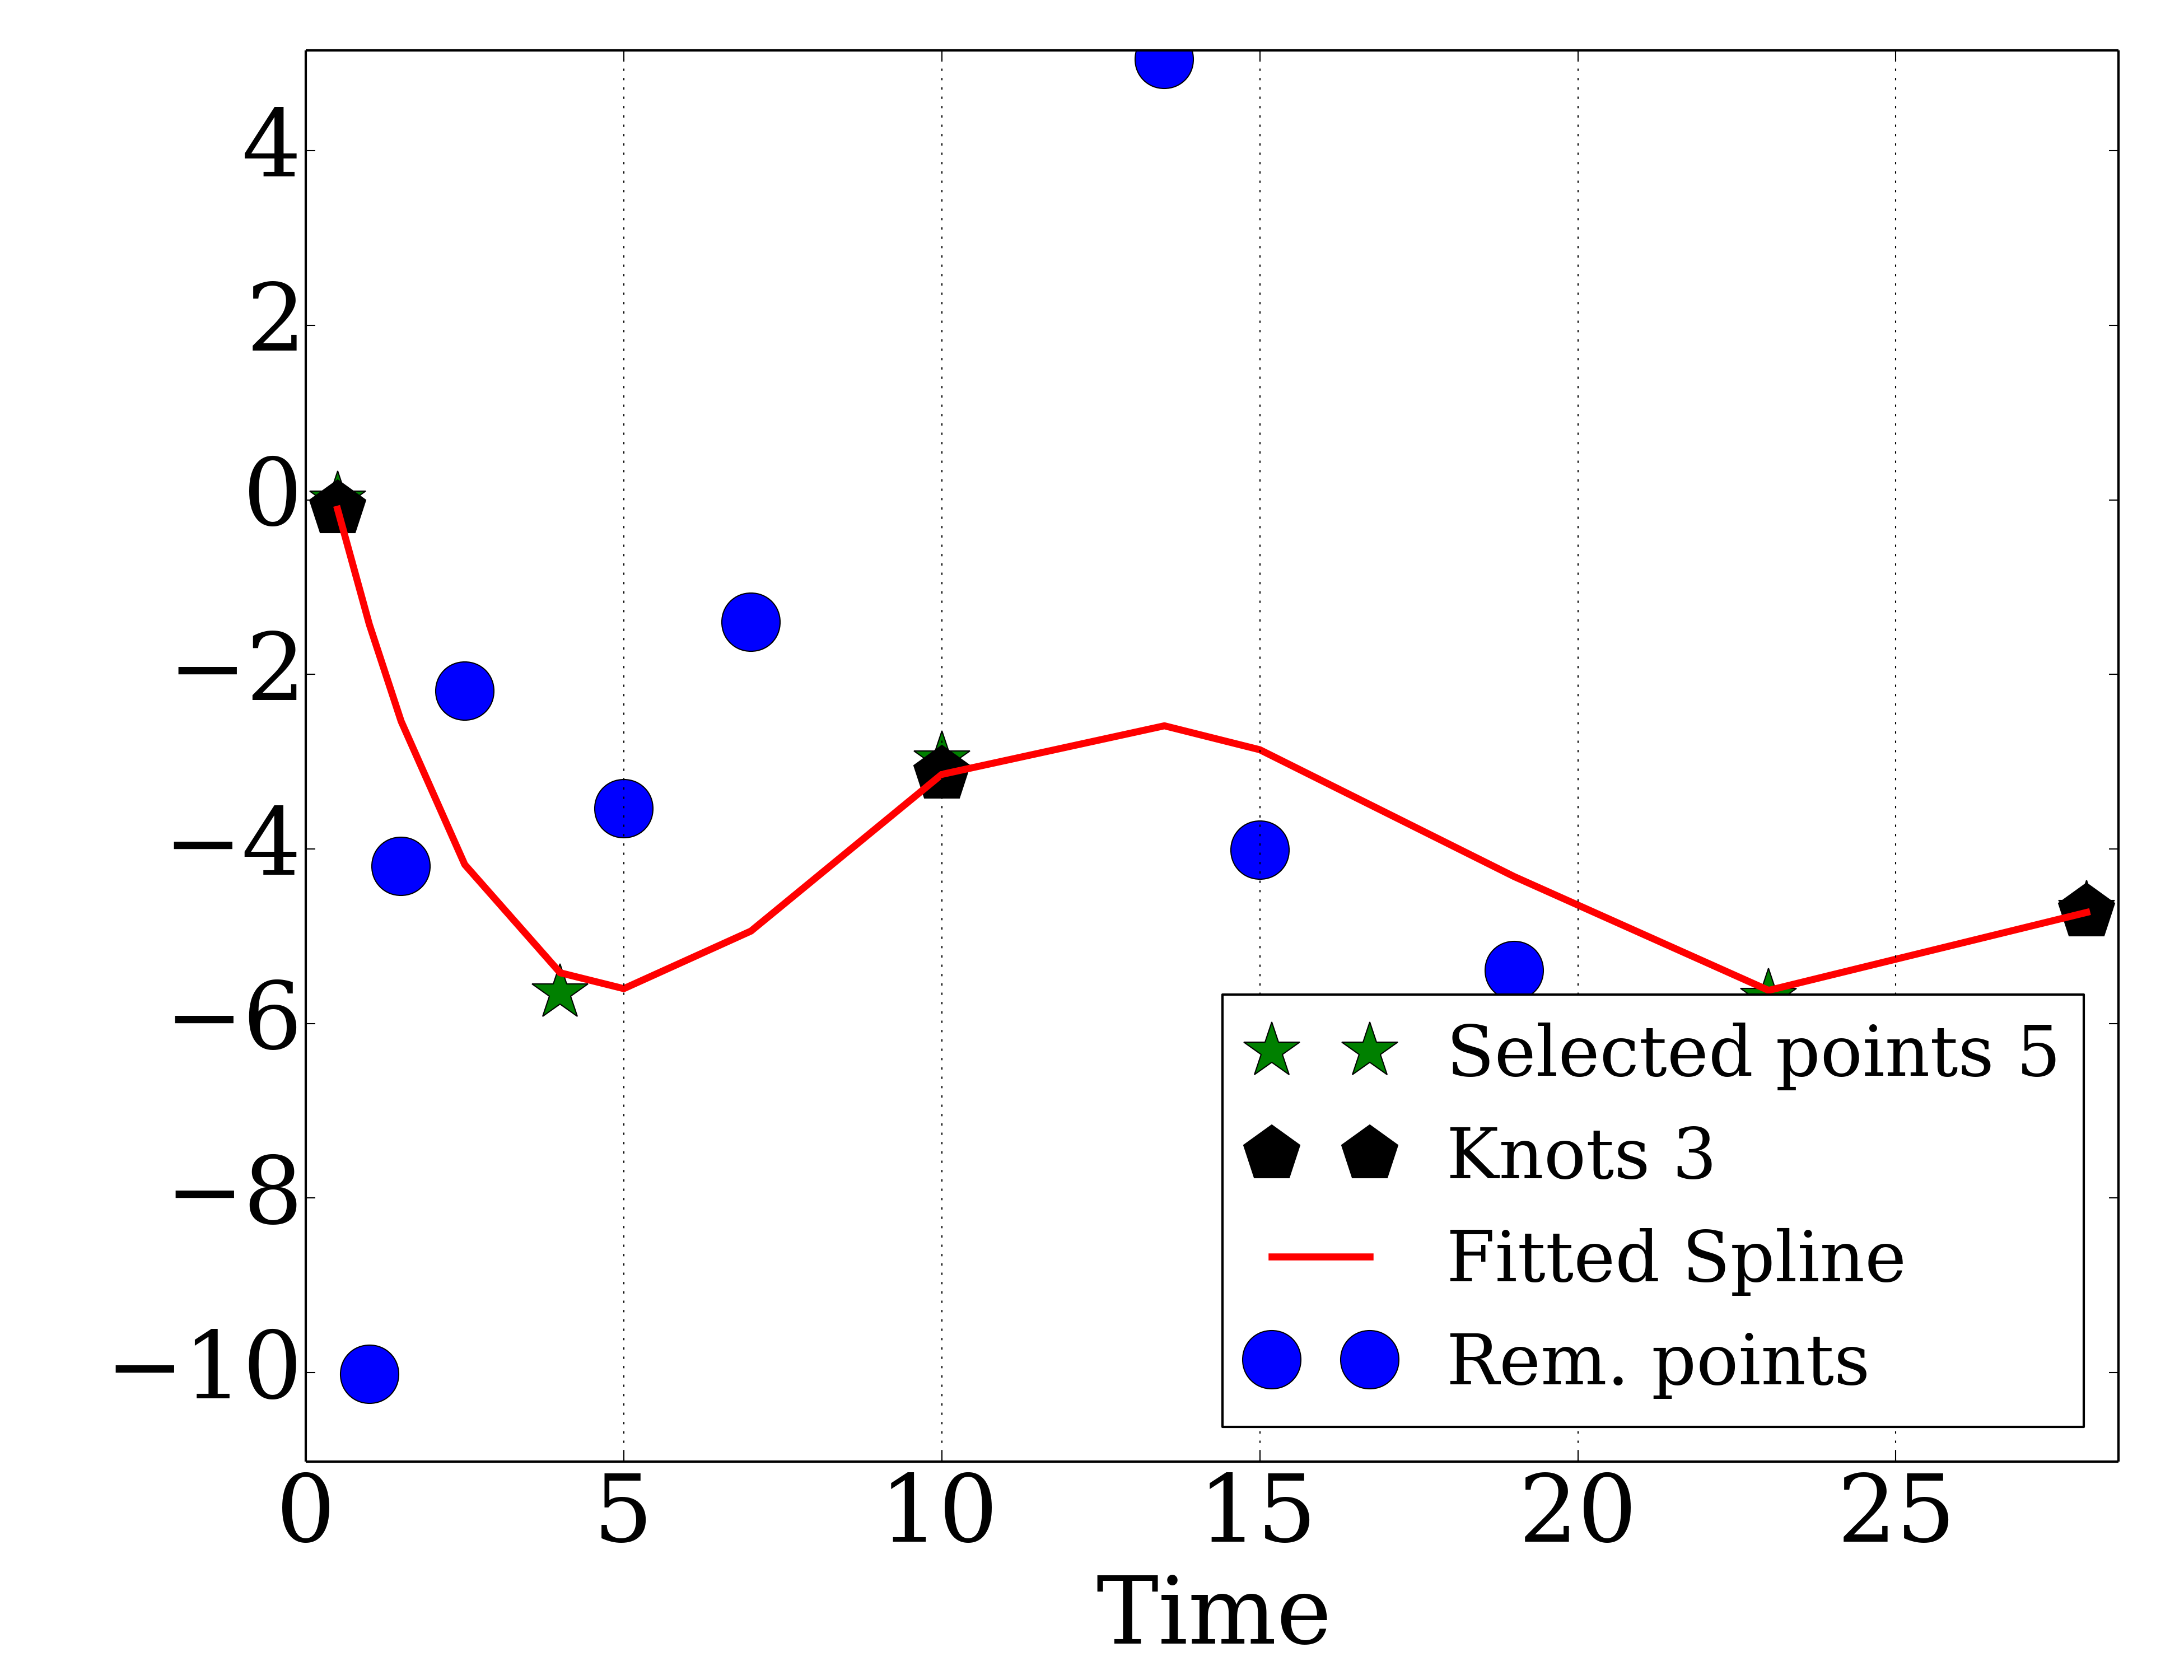 4
2
0
−2
−4
−6
−8
−10
Selected points 5
Knots 3
Fitted Spline
Rem. points
0 5 10 15 20 25
Time